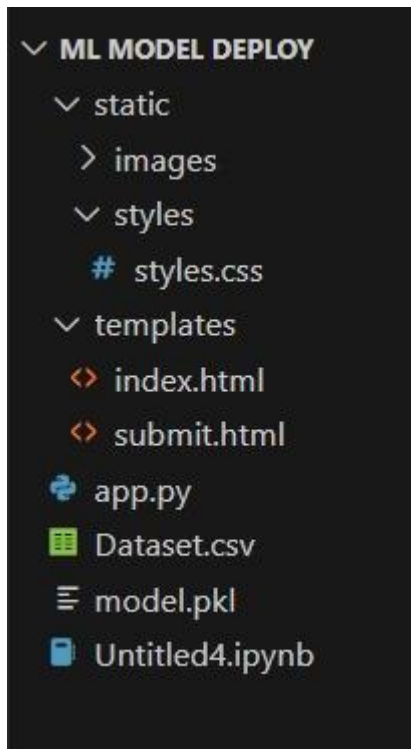 ML MODEL DEPLOY
static
images
styles
# styles.css
templates
<> index.html
<> submit.html
app.py
Dataset.csv
model.pkl
Untitled4.ipynb